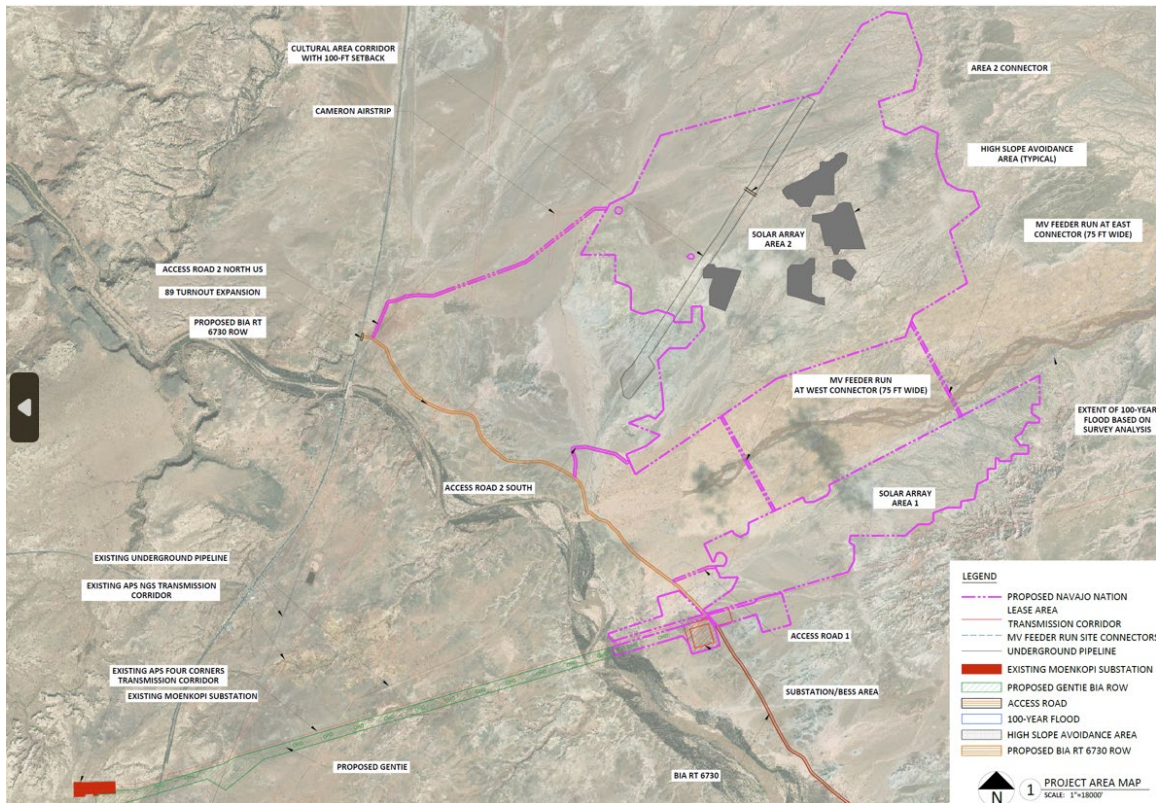 CULTURAL AREA CORRIDOR
WITH 100-FT SETBACK
AREA 2 CONNECTOR
CAMERON AIRSTRIP
HIGH SLOPE AVOIDANCE
AREA (TYPICAL)
MV FEEDER RUN AT EAST
CONNECTOR (75 FT WIDE)
SOLAR ARRAY
AREA 2
ACCESS ROAD 2 NORTH US
89 TURNOUT EXPANSION
PROPOSED BIA RT
6730 ROW
MV FEEDER RUN
AT WEST CONNECTOR (75 FT WIDE)
EXTENT OF 100-YEAR
FLOOD BASED ON
SURVEY ANALYSIS
ACCESS ROAD 2 SOUTH
SOLAR ARRAY
AREA 1
EXISTING UNDERGROUND PIPELINE
EXISTING APS NGS TRANSMISSION
CORRIDOR
ACCESS ROAD 1
EXISTING APS FOUR CORNERS
TRANSMISSION CORRIDOR
EXISTING MOENKOPI SUBSTATION
SUBSTATION/BESS AREA
PROPOSED GENTIE
BIA RT 6730
LEGEND
PROPOSED NAVAJO NATION
LEASE AREA
TRANSMISSION CORRIDOR
MV FEEDER RUN SITE CONNECTORS
UNDERGROUND PIPELINE
EXISTING MOENKOPI SUBSTATION
PROPOSED GENTIE BIA ROW
ACCESS ROAD
100-YEAR FLOOD
HIGH SLOPE AVOIDANCE AREA
PROPOSED BIA RT 6730 ROW
N
1
PROJECT AREA MAP
SCALE: 1"=18000'